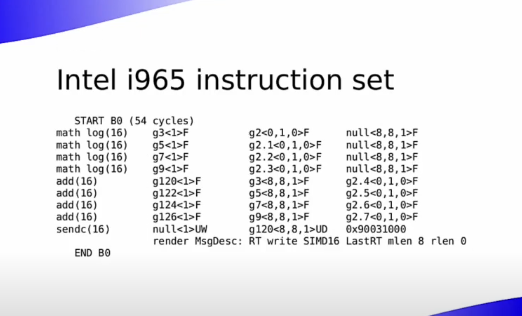 Intel i965 instruction set
START B0 (54 cycles)
math log(16) g3<1>F g2<0,1,0>F null<8,8,1>F
math log(16) g5<1>F g2.1<0,1,0>F null<8,8,1>F
math log(16) g7<1>F g2.2<0,1,0>F null<8,8,1>F
math log(16) g9<1>F g2.3<0,1,0>F null<8,8,1>F
add(16) g120<1>F g3<8,8,1>F g2.4<0,1,0>F
add(16) g122<1>F g5<8,8,1>F g2.5<0,1,0>F
add(16) g124<1>F g7<8,8,1>F g2.6<0,1,0>F
add(16) g126<1>F g9<8,8,1>F g2.7<0,1,0>F
sendc(16) null<1>UW g120<8,8,1>UD 0x90031000
render MsgDesc: RT write SIMD16 LastRT mlen 8 rlen 0
END B0